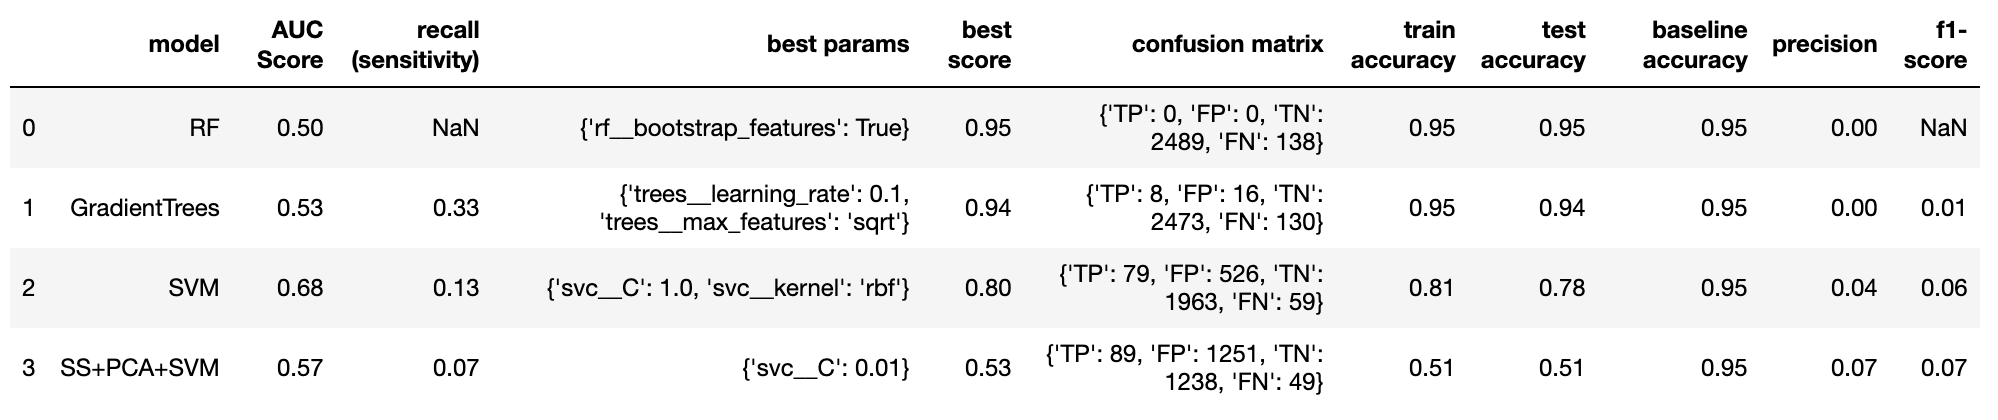 model AUC Score recall (sensitivity) best params best score confusion matrix train accuracy test accuracy baseline accuracy precision f1-score
0 RF 0.50 NaN {'rf__bootstrap_features': True} 0.95 {'TP': 0, 'FP': 0, 'TN': 2489, 'FN': 138} 0.95 0.95 0.95 0.00 NaN
1 GradientTrees 0.53 0.33 {'trees__learning_rate': 0.1, 'trees__max_features': 'sqrt'} 0.94 {'TP': 8, 'FP': 16, 'TN': 2473, 'FN': 130} 0.95 0.94 0.95 0.00 0.01
2 SVM 0.68 0.13 {'svc__C': 1.0, 'svc__kernel': 'rbf'} 0.80 {'TP': 79, 'FP': 526, 'TN': 1963, 'FN': 59} 0.81 0.78 0.95 0.04 0.06
3 SS+PCA+SVM 0.57 0.07 {'svc__C': 0.01} 0.53 {'TP': 89, 'FP': 1251, 'TN': 1238, 'FN': 49} 0.51 0.51 0.95 0.07 0.07